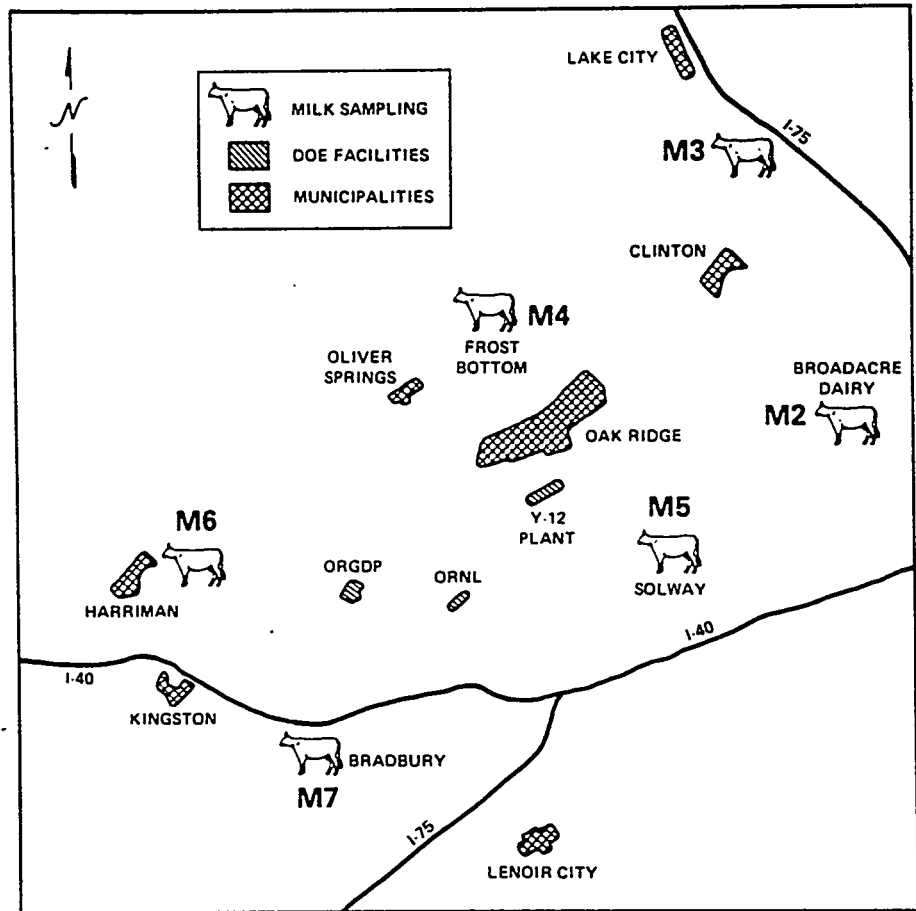 LAKE CITY
N
MILK SAMPLING
DOE FACILITIES
MUNICIPALITIES
I-75
M3
CLINTON
M4
FROST
BOTTOM
OLIVER
SPRINGS
BROADACRE
DAIRY
M2
OAK RIDGE
Y-12
PLANT
M5
SOLWAY
M6
HARRIMAN
ORGDP
ORNL
I-40
I-40
KINGSTON
BRADBURY
M7
I-75
LENOIR CITY